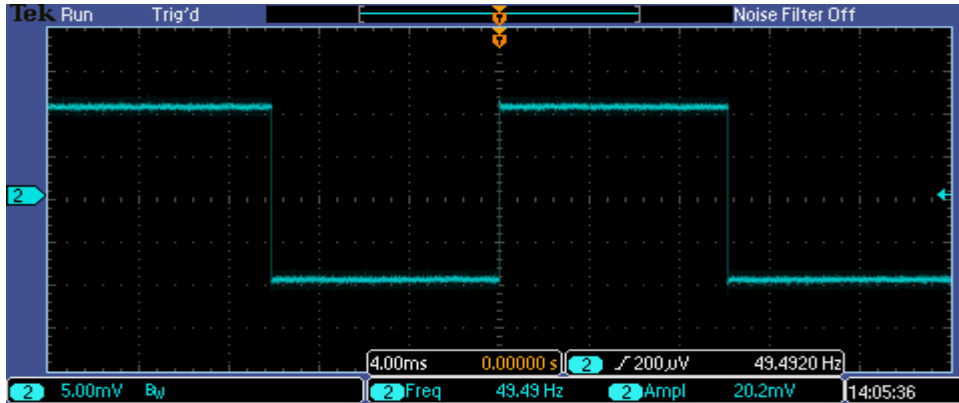 Tek Run Trig'd Noise Filter Off
T
T
2
4.00ms 0.00000 s 2 200µV 49.4920 Hz
2 5.00mV BW 2 Freq 49.49 Hz 2 Ampl 20.2mV 14:05:36